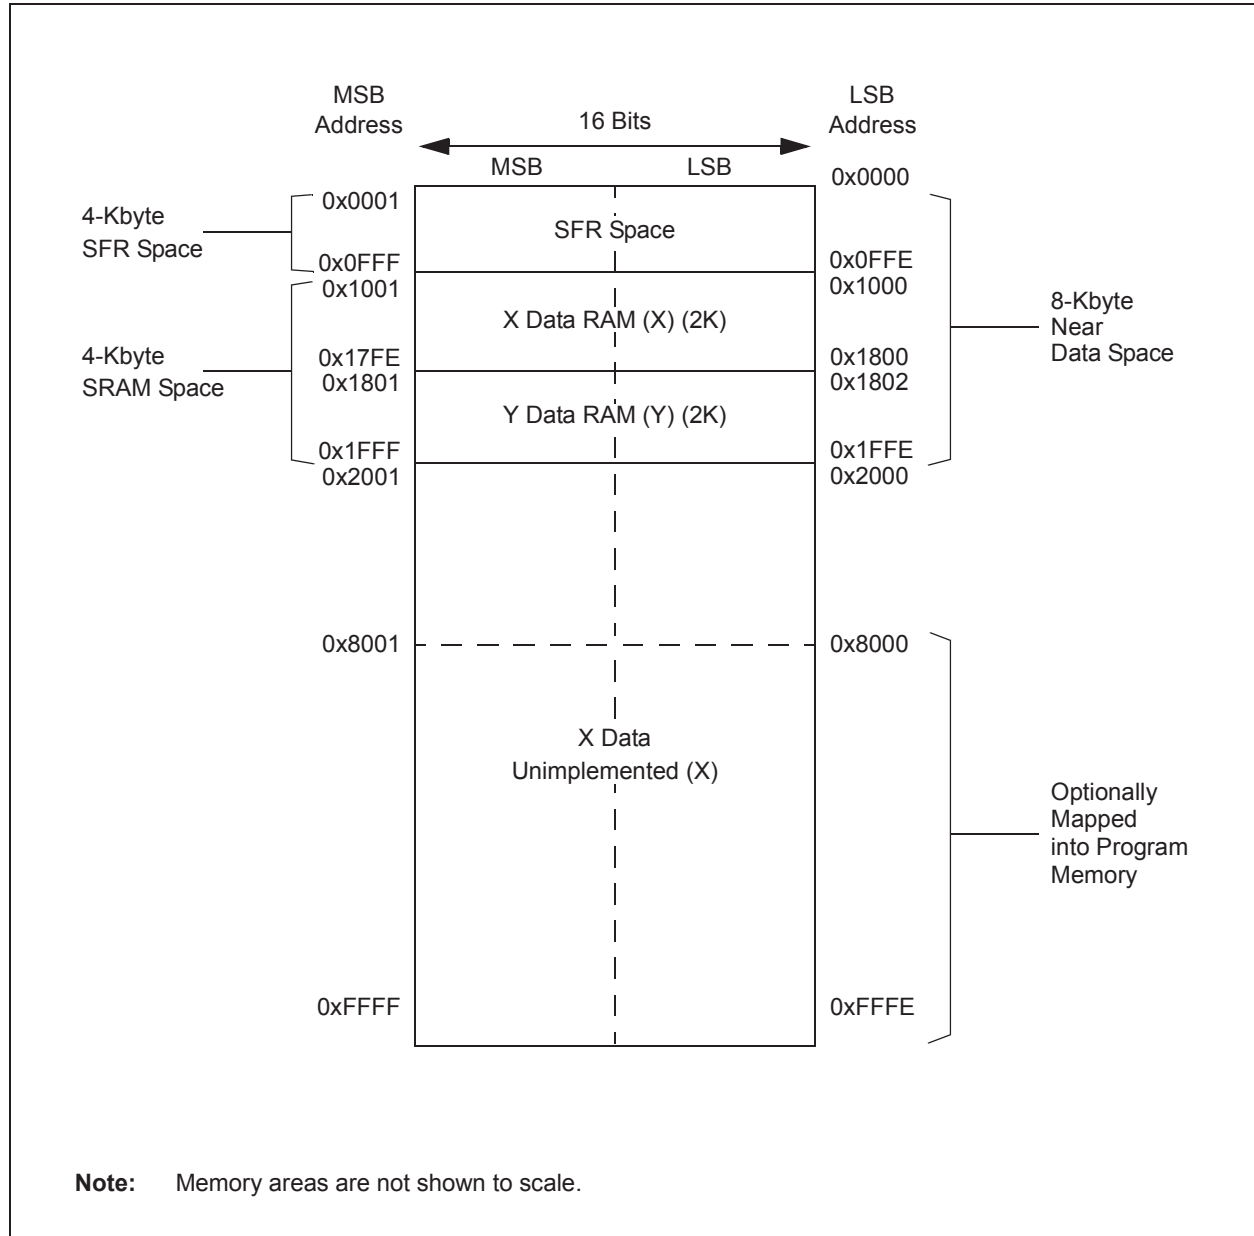 MSB
Address
LSB
Address
16 Bits
MSB
LSB
0x0000
0x0001
4-Kbyte
SFR Space
SFR Space
0x0FFF
0x0FFE
0x1001
0x1000
8-Kbyte
Near
Data Space
X Data RAM (X) (2K)
4-Kbyte
SRAM Space
0x17FE
0x1800
0x1801
0x1802
Y Data RAM (Y) (2K)
0x1FFF
0x1FFE
0x2001
0x2000
0x8001
0x8000
X Data
Unimplemented (X)
Optionally
Mapped
into Program
Memory
0xFFFF
0xFFFE
Note: Memory areas are not shown to scale.